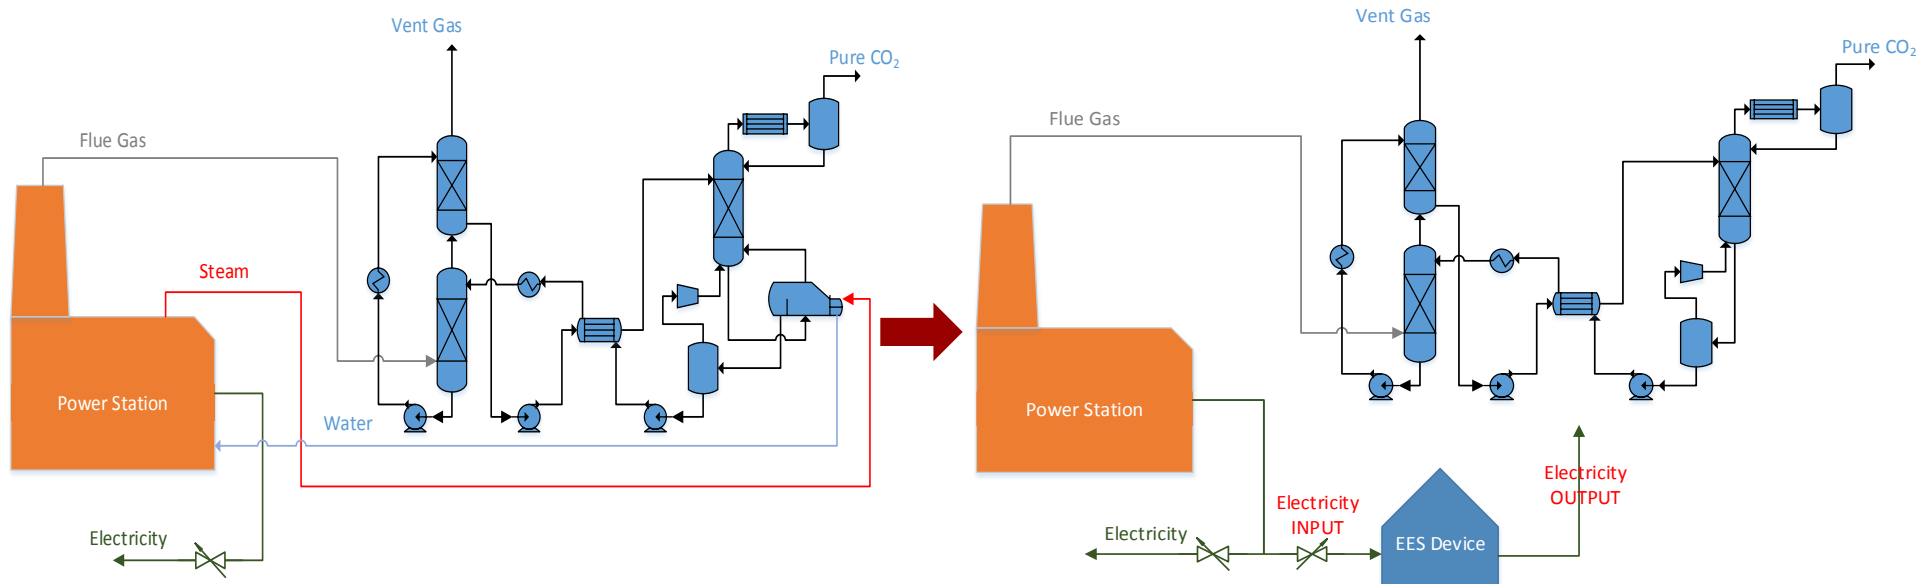 Vent Gas
Pure CO₂
Flue Gas
Steam
Power Station
Water
Electricity
Vent Gas
Pure CO₂
Flue Gas
Power Station
Electricity
INPUT
Electricity
OUTPUT
Electricity
EES Device